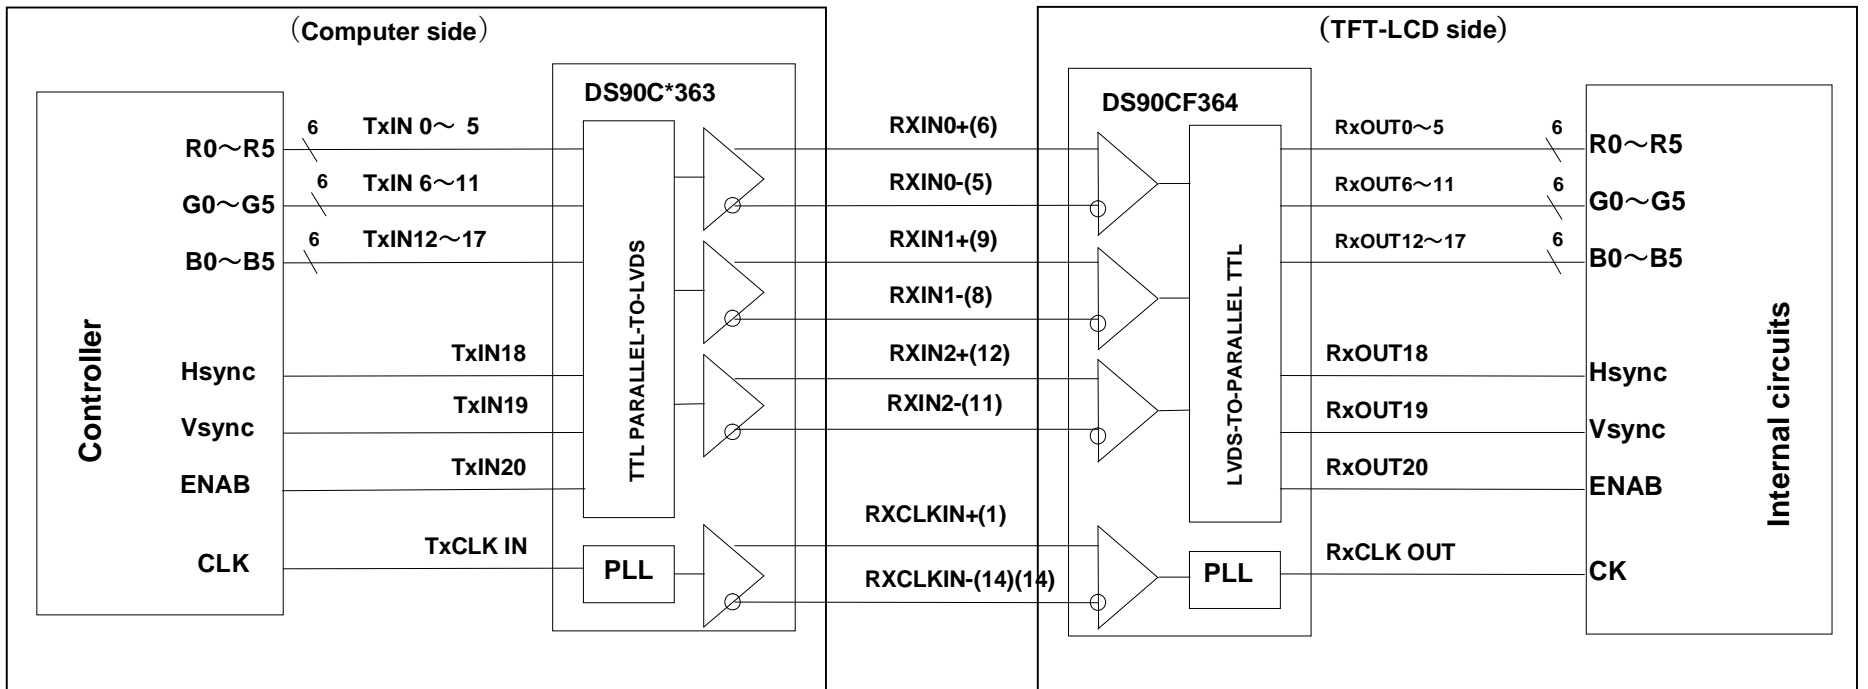 （Computer side）
(TFT-LCD side)
DS90C*363
DS90CF364
Controller
R0～R5
6
TxIN 0～ 5
G0～G5
6
TxIN 6～11
B0～B5
6
TxIN12～17
Hsync
TxIN18
Vsync
TxIN19
ENAB
TxIN20
CLK
TxCLK IN
TTL PARALLEL-TO-LVDS
PLL
RXIN0+(6)
RXIN0-(5)
RXIN1+(9)
RXIN1-(8)
RXIN2+(12)
RXIN2-(11)
RXCLKIN+(1)
RXCLKIN-(14)(14)
LVDS-TO-PARALLEL TTL
PLL
RxOUT0～5
6
R0～R5
RxOUT6～11
6
G0～G5
RxOUT12～17
6
B0～B5
RxOUT18
Hsync
RxOUT19
Vsync
RxOUT20
ENAB
RxCLK OUT
CK
Internal circuits